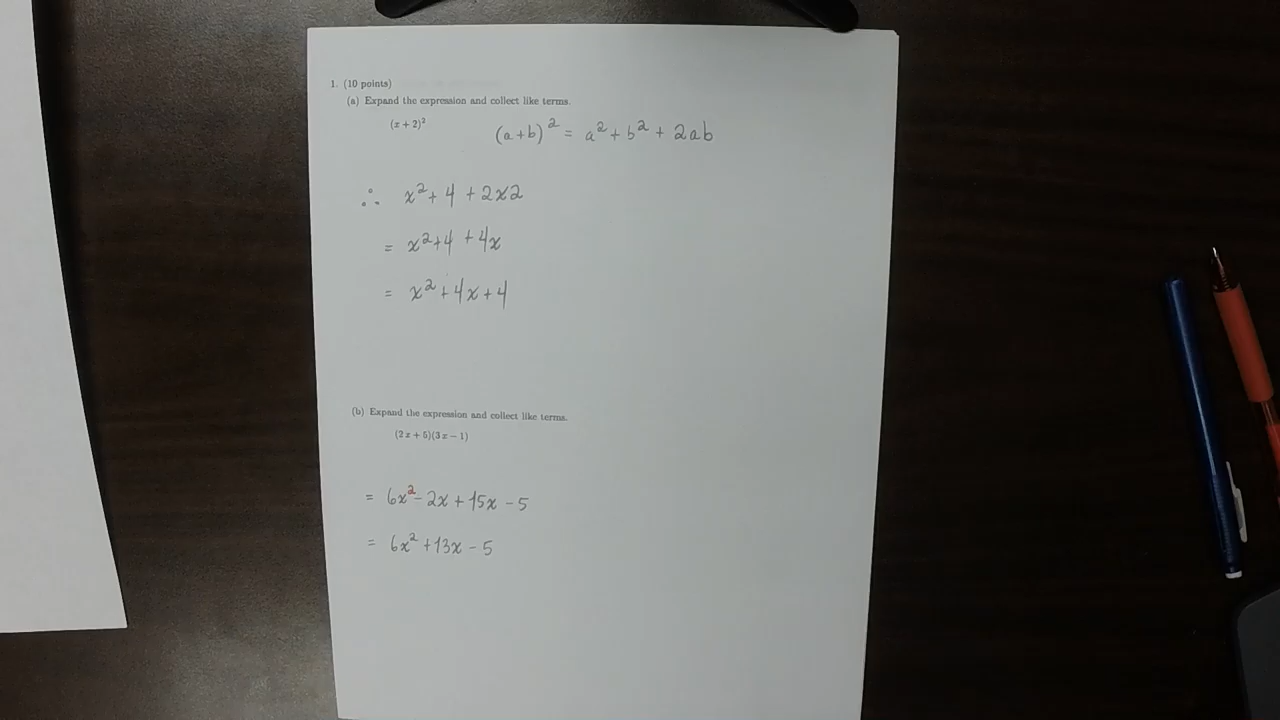 1. (10 points)
(a) Expand the expression and collect like terms.
(x + 2)²
(a+b)² = a² + b² + 2ab
∴ x² + 4 + 2x2
= x² + 4 + 4x
= x² + 4x + 4
(b) Expand the expression and collect like terms.
(2x + 5)(3x − 1)
= 6x² − 2x + 15x − 5
= 6x² + 13x − 5